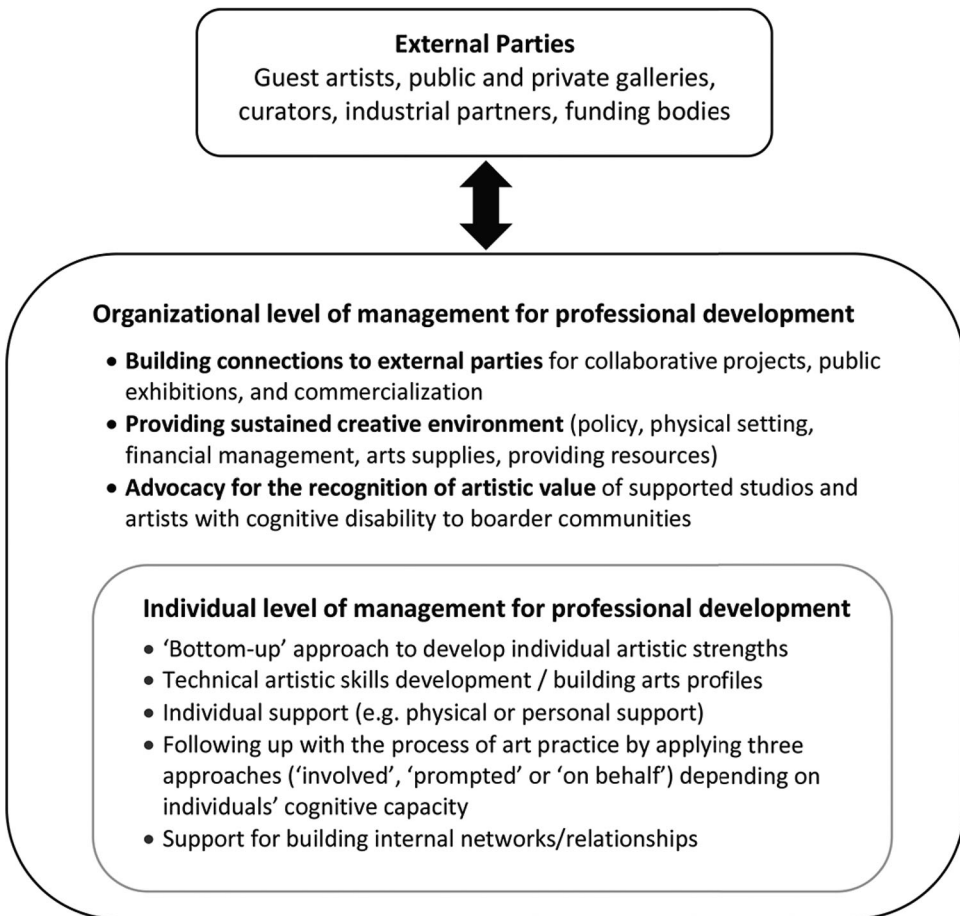 External Parties
Guest artists, public and private galleries,
curators, industrial partners, funding bodies
Organizational level of management for professional development
• Building connections to external parties for collaborative projects, public
exhibitions, and commercialization
• Providing sustained creative environment (policy, physical setting,
financial management, arts supplies, providing resources)
• Advocacy for the recognition of artistic value of supported studios and
artists with cognitive disability to boarder communities
Individual level of management for professional development
• ‘Bottom-up’ approach to develop individual artistic strengths
• Technical artistic skills development / building arts profiles
• Individual support (e.g. physical or personal support)
• Following up with the process of art practice by applying three
approaches (‘involved’, ‘prompted’ or ‘on behalf’) depending on
individuals’ cognitive capacity
• Support for building internal networks/relationships